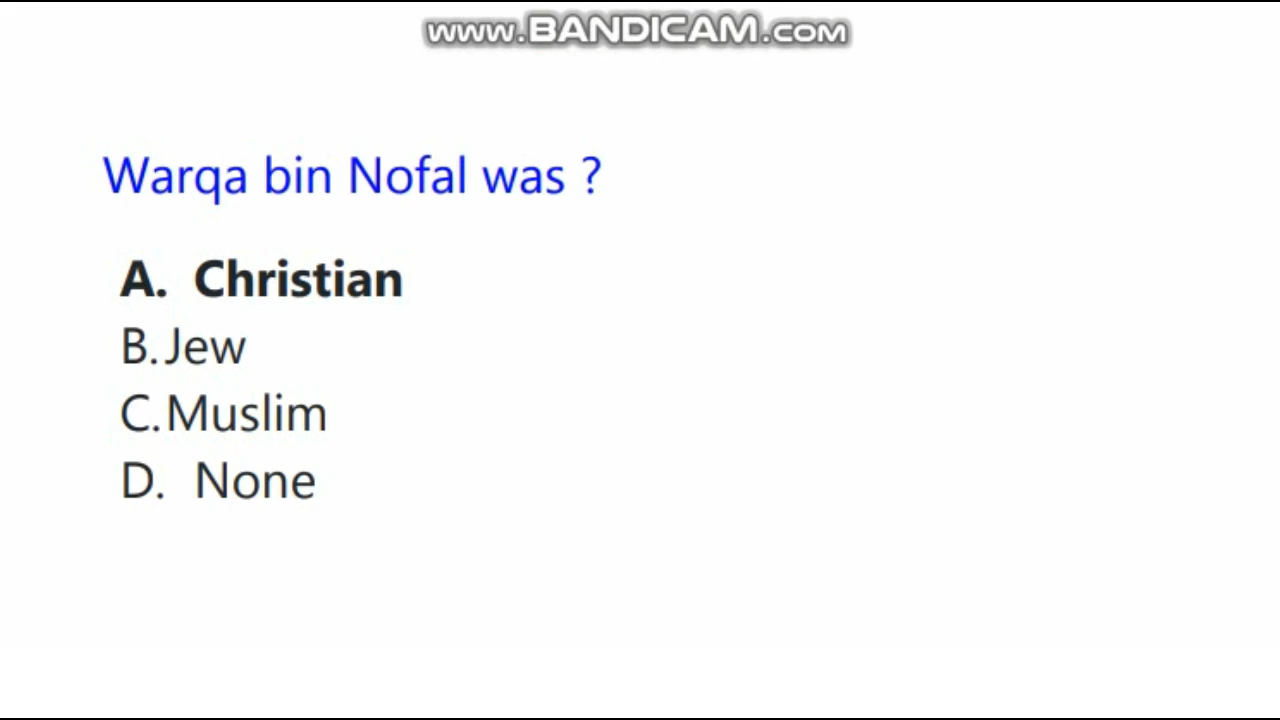 www.BANDICAM.com
Warqa bin Nofal was ?
A. Christian
B. Jew
C. Muslim
D. None